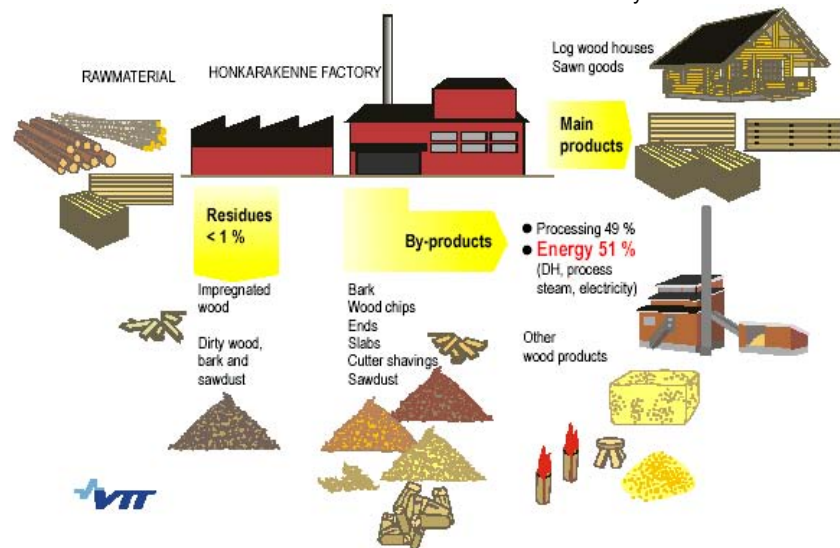 Log wood houses
Sawn goods
RAWMATERIAL
HONKARAKENNE FACTORY
Main
products
Residues
< 1 %
By-products
● Processing 49 %
● Energy 51 %
(DH, process
steam, electricity)
Impregnated
wood
Dirty wood,
bark and
sawdust
Bark
Wood chips
Ends
Slabs
Cutter shavings
Sawdust
Other
wood products
VTT